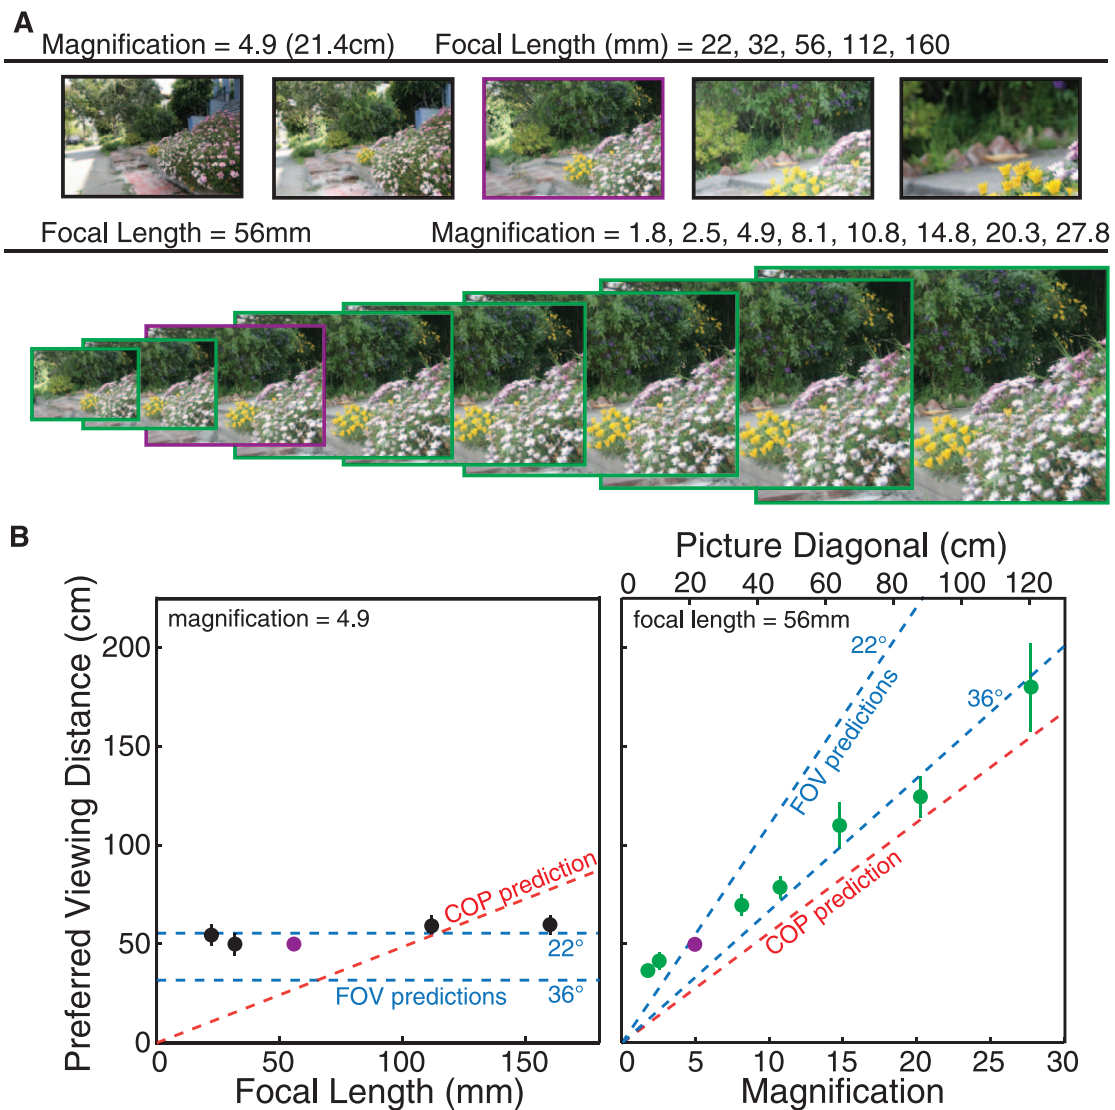 A
Magnification = 4.9 (21.4cm) Focal Length (mm) = 22, 32, 56, 112, 160
Focal Length = 56mm Magnification = 1.8, 2.5, 4.9, 8.1, 10.8, 14.8, 20.3, 27.8
B
Preferred Viewing Distance (cm)
200
150
100
50
0
magnification = 4.9
COP prediction
22°
FOV predictions
36°
0 50 100 150
Focal Length (mm)
Picture Diagonal (cm)
0 20 40 60 80 100 120
focal length = 56mm
22°
FOV predictions
36°
COP prediction
0 5 10 15 20 25 30
Magnification